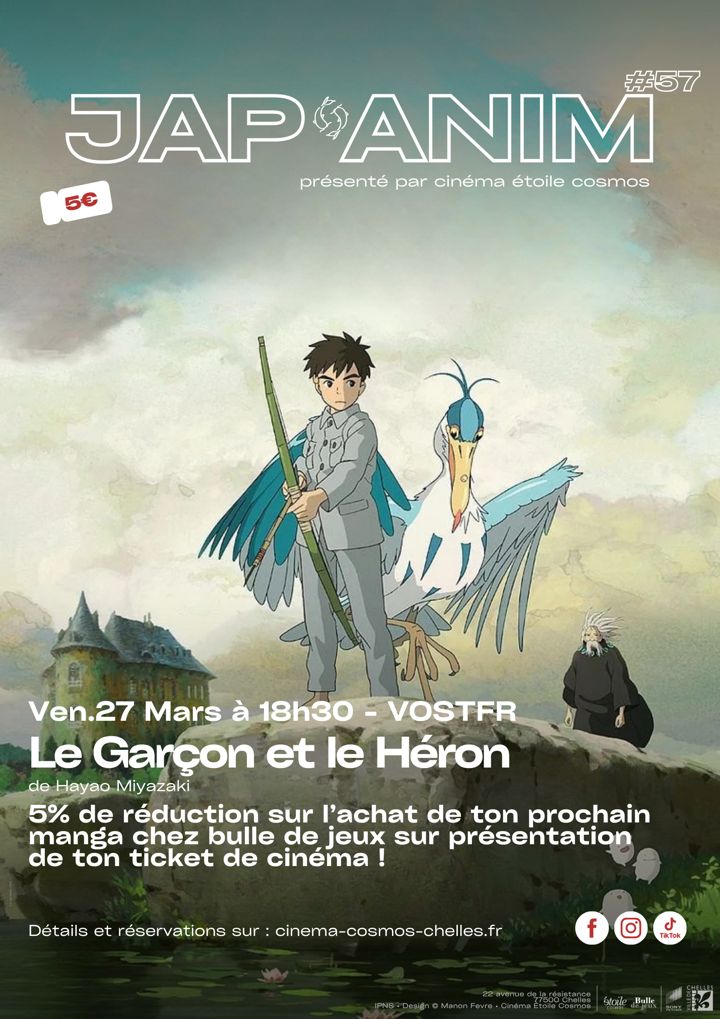 #57
JAP ANIM
présenté par cinéma étoile cosmos
5€
Ven.27 Mars à 18h30 - VOSTFR
Le Garçon et le Héron
de Hayao Miyazaki
5% de réduction sur l'achat de ton prochain
manga chez bulle de jeux sur présentation
de ton ticket de cinéma !
Détails et réservations sur : cinema-cosmos-chelles.fr
TikTok
22 avenue de la résistance
77500 Chelles
IPNS • Design © Manon Fevre • Cinéma Étoile Cosmos
étoile
Bulle
de jeux
SONY
CHELLES